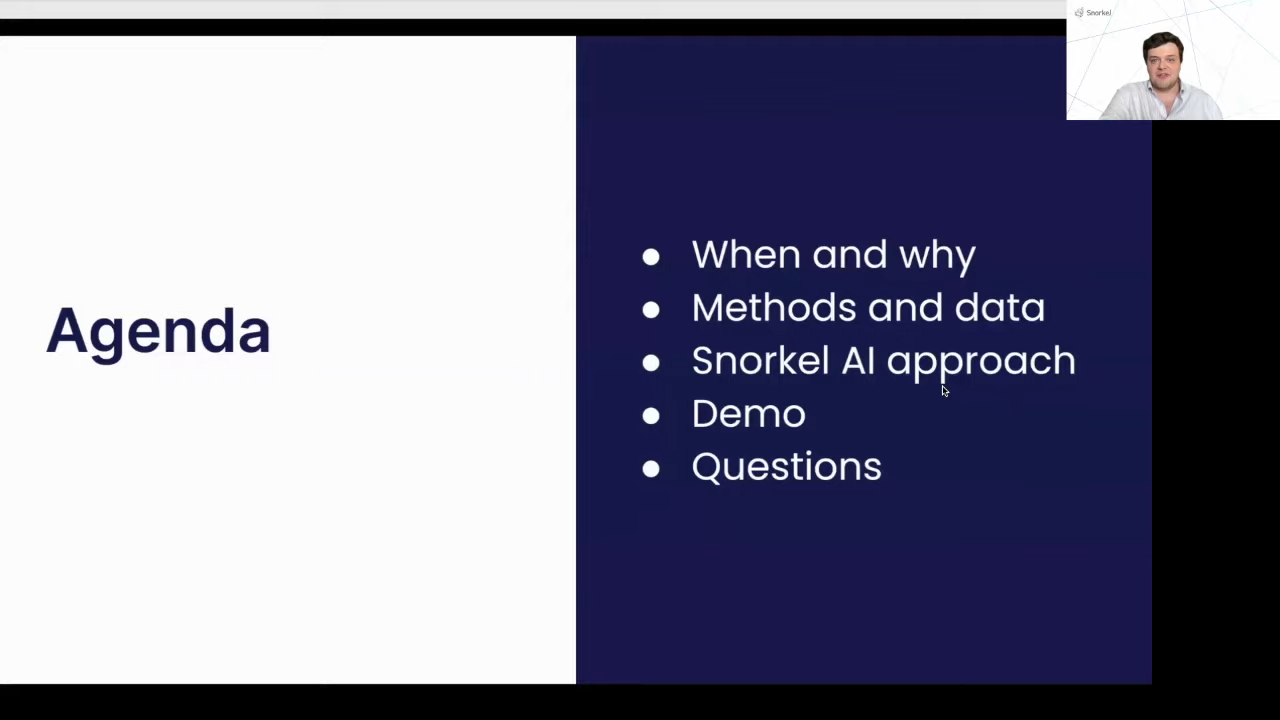 Snorkel
Agenda
When and why
Methods and data
Snorkel AI approach
Demo
Questions